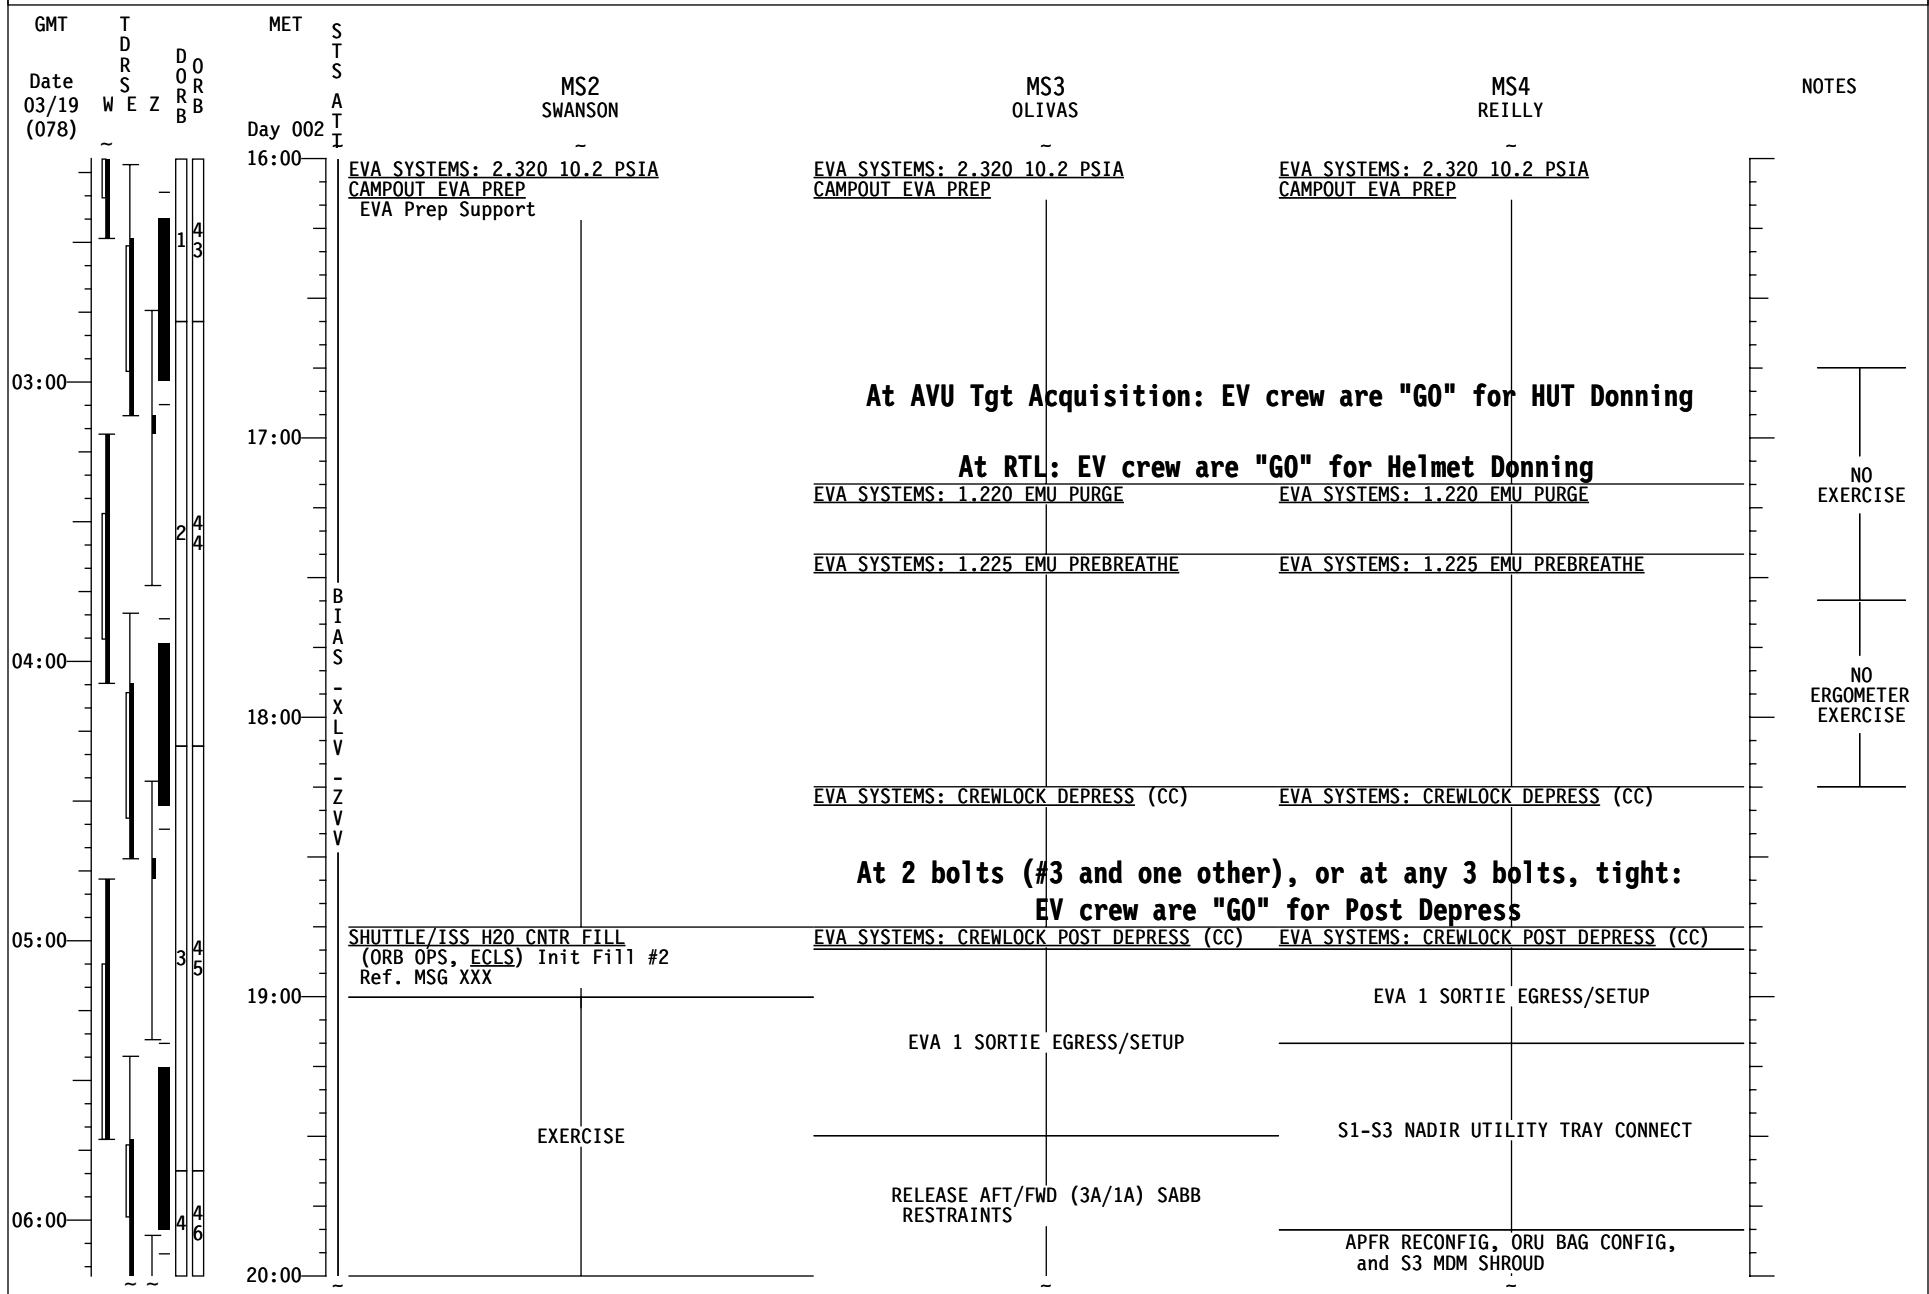 GMT
TDRS
MET
STS ATT
DORB
ORB
Date
03/19
(078)
W E Z
Day 002
MS2
SWANSON
MS3
OLIVAS
MS4
REILLY
NOTES
~ ~ ~ ~
16:00
EVA SYSTEMS: 2.320 10.2 PSIA
CAMPOUT EVA PREP
EVA Prep Support
EVA SYSTEMS: 2.320 10.2 PSIA
CAMPOUT EVA PREP
EVA SYSTEMS: 2.320 10.2 PSIA
CAMPOUT EVA PREP
1
43
03:00
At AVU Tgt Acquisition: EV crew are "GO" for HUT Donning
17:00
At RTL: EV crew are "GO" for Helmet Donning
EVA SYSTEMS: 1.220 EMU PURGE
EVA SYSTEMS: 1.220 EMU PURGE
NO
EXERCISE
2
44
EVA SYSTEMS: 1.225 EMU PREBREATHE
EVA SYSTEMS: 1.225 EMU PREBREATHE
BIAS -XLV -ZVV
04:00
NO
ERGOMETER
EXERCISE
18:00
EVA SYSTEMS: CREWLOCK DEPRESS (CC)
EVA SYSTEMS: CREWLOCK DEPRESS (CC)
At 2 bolts (#3 and one other), or at any 3 bolts, tight:
EV crew are "GO" for Post Depress
05:00
SHUTTLE/ISS H2O CNTR FILL
(ORB OPS, ECLS) Init Fill #2
Ref. MSG XXX
EVA SYSTEMS: CREWLOCK POST DEPRESS (CC)
EVA SYSTEMS: CREWLOCK POST DEPRESS (CC)
3
45
19:00
EVA 1 SORTIE EGRESS/SETUP
EVA 1 SORTIE EGRESS/SETUP
EXERCISE
S1-S3 NADIR UTILITY TRAY CONNECT
RELEASE AFT/FWD (3A/1A) SABB
RESTRAINTS
06:00
4
46
APFR RECONFIG, ORU BAG CONFIG,
and S3 MDM SHROUD
20:00
~ ~ ~ ~ ~